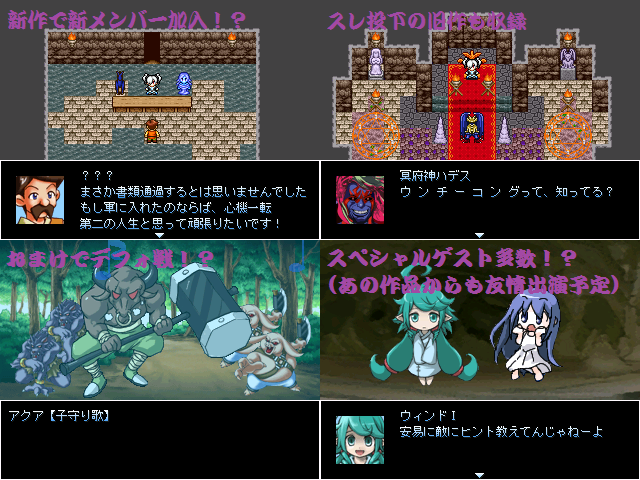 新作で新メンバー加入！？
？？？
まさか書類通過するとは思いませんでした
もし軍に入れたのならば、心機一転
第二の人生と思って頑張りたいです！
スレ投下の旧作も収録
冥府神ハデス
ウ ン チ ー コ ン グって、知ってる？
おまけでデフォ戦！？
アクア【子守り歌】
スペシャルゲスト多数！？
(あの作品からも友情出演予定)
ウィンドⅠ
安易に敵にヒント教えてんじゃねーよ